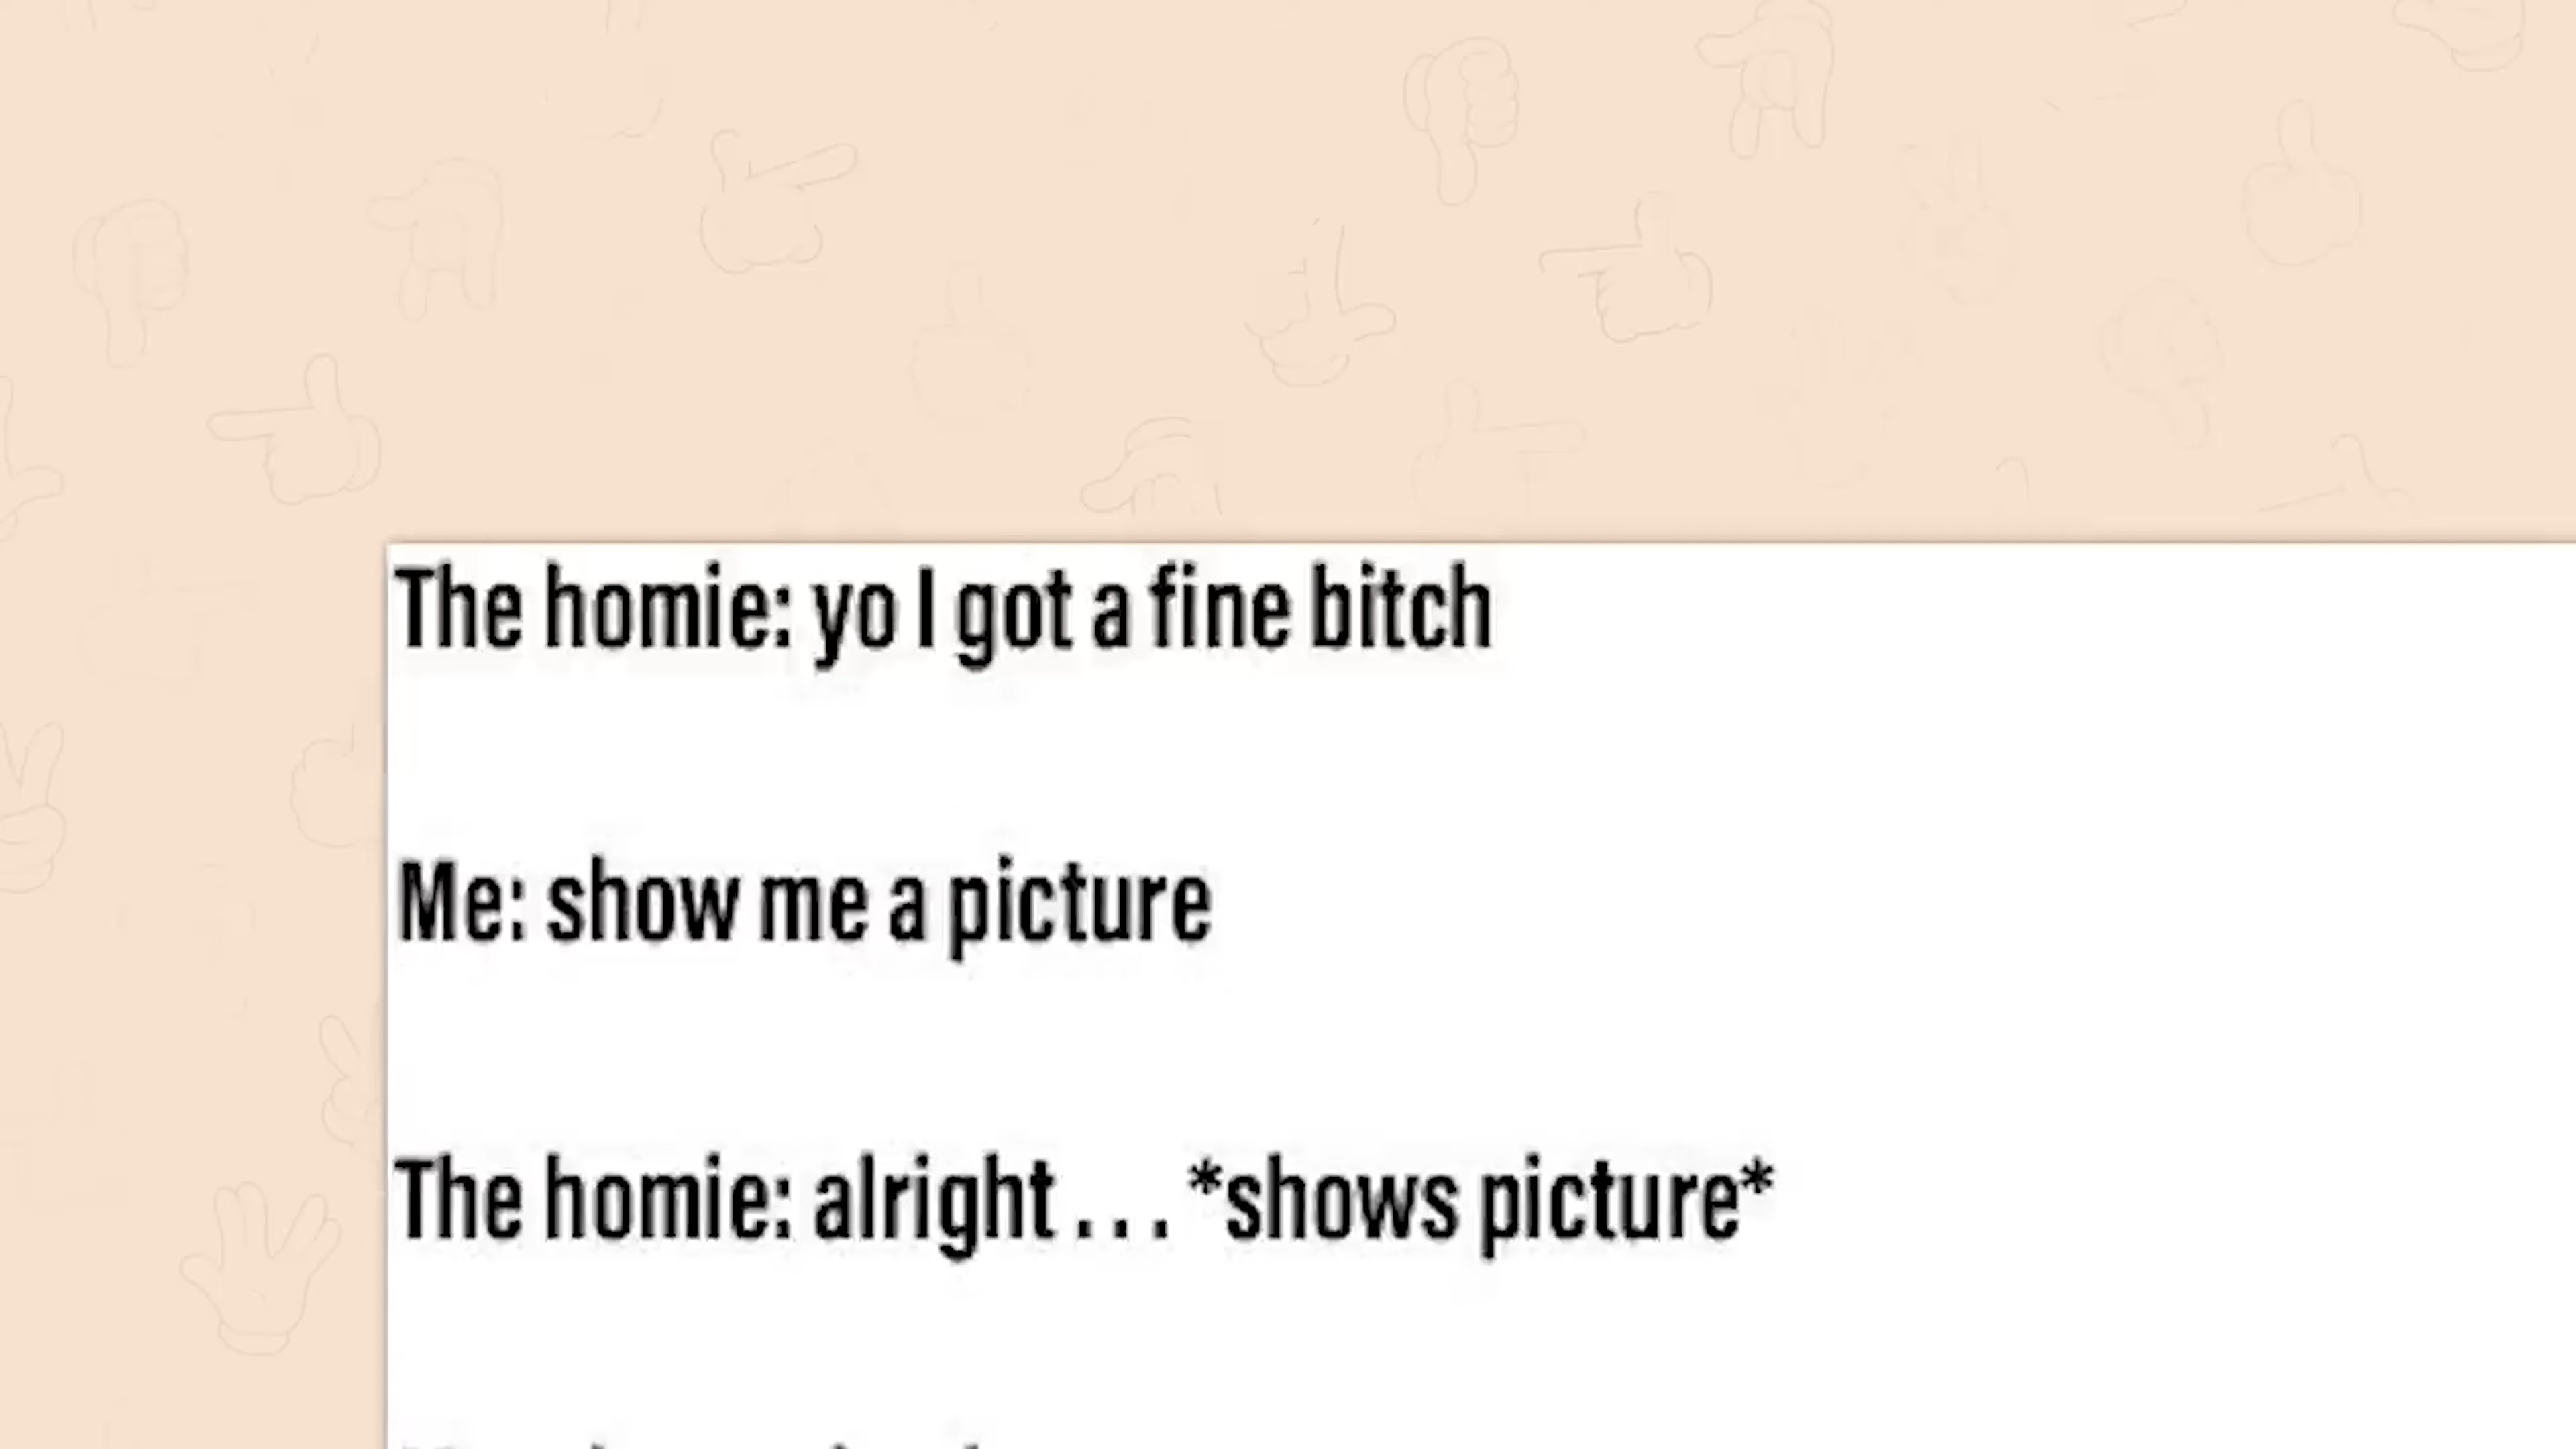 The homie: yo I got a fine bitch
Me: show me a picture
The homie: alright . . . *shows picture*